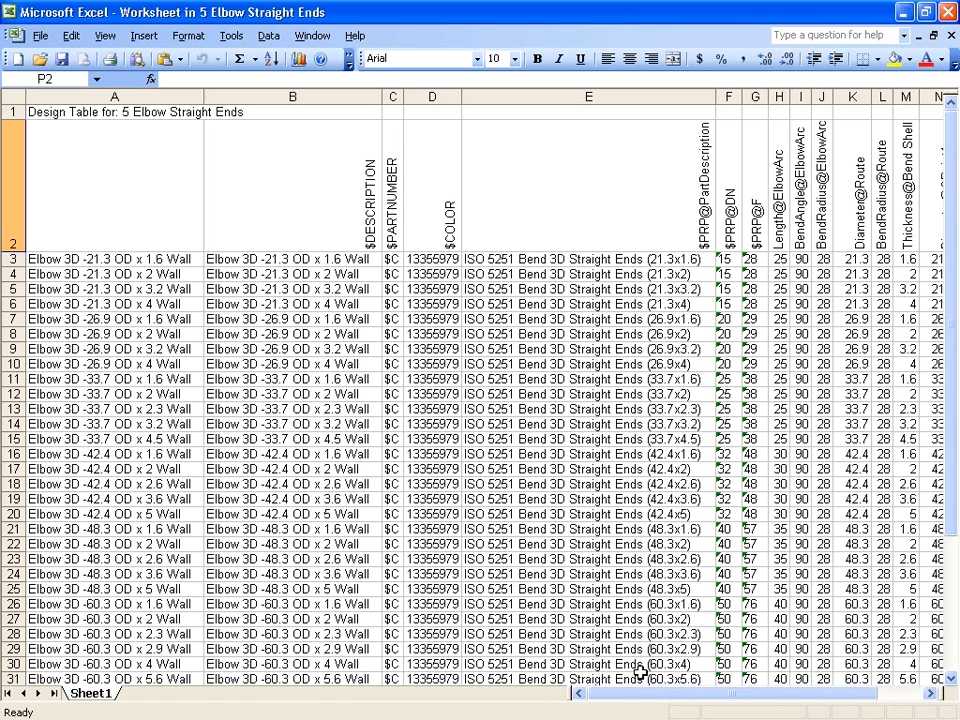 Microsoft Excel - Worksheet in 5 Elbow Straight Ends
File Edit View Insert Format Tools Data Window Help Type a question for help
Arial 10 B I U $ %
P2 fx
A B C D E F G H I J K L M N
1 Design Table for: 5 Elbow Straight Ends
2 $DESCRIPTION $PARTNUMBER $COLOR $PRP@PartDescription $PRP@DN $PRP@F Length@ElbowArc BendAngle@ElbowArc BendRadius@ElbowArc Diameter@Route BendRadius@Route Thickness@Bend Shell
3 Elbow 3D -21.3 OD x 1.6 Wall Elbow 3D -21.3 OD x 1.6 Wall $C 13355979 ISO 5251 Bend 3D Straight Ends (21.3x1.6) 15 28 25 90 28 21.3 28 1.6 21
4 Elbow 3D -21.3 OD x 2 Wall Elbow 3D -21.3 OD x 2 Wall $C 13355979 ISO 5251 Bend 3D Straight Ends (21.3x2) 15 28 25 90 28 21.3 28 2 21
5 Elbow 3D -21.3 OD x 3.2 Wall Elbow 3D -21.3 OD x 3.2 Wall $C 13355979 ISO 5251 Bend 3D Straight Ends (21.3x3.2) 15 28 25 90 28 21.3 28 3.2 21
6 Elbow 3D -21.3 OD x 4 Wall Elbow 3D -21.3 OD x 4 Wall $C 13355979 ISO 5251 Bend 3D Straight Ends (21.3x4) 15 28 25 90 28 21.3 28 4 21
7 Elbow 3D -26.9 OD x 1.6 Wall Elbow 3D -26.9 OD x 1.6 Wall $C 13355979 ISO 5251 Bend 3D Straight Ends (26.9x1.6) 20 29 25 90 28 26.9 28 1.6 26
8 Elbow 3D -26.9 OD x 2 Wall Elbow 3D -26.9 OD x 2 Wall $C 13355979 ISO 5251 Bend 3D Straight Ends (26.9x2) 20 29 25 90 28 26.9 28 2 26
9 Elbow 3D -26.9 OD x 3.2 Wall Elbow 3D -26.9 OD x 3.2 Wall $C 13355979 ISO 5251 Bend 3D Straight Ends (26.9x3.2) 20 29 25 90 28 26.9 28 3.2 26
10 Elbow 3D -26.9 OD x 4 Wall Elbow 3D -26.9 OD x 4 Wall $C 13355979 ISO 5251 Bend 3D Straight Ends (26.9x4) 20 29 25 90 28 26.9 28 4 26
11 Elbow 3D -33.7 OD x 1.6 Wall Elbow 3D -33.7 OD x 1.6 Wall $C 13355979 ISO 5251 Bend 3D Straight Ends (33.7x1.6) 25 38 25 90 28 33.7 28 1.6 33
12 Elbow 3D -33.7 OD x 2 Wall Elbow 3D -33.7 OD x 2 Wall $C 13355979 ISO 5251 Bend 3D Straight Ends (33.7x2) 25 38 25 90 28 33.7 28 2 33
13 Elbow 3D -33.7 OD x 2.3 Wall Elbow 3D -33.7 OD x 2.3 Wall $C 13355979 ISO 5251 Bend 3D Straight Ends (33.7x2.3) 25 38 25 90 28 33.7 28 2.3 33
14 Elbow 3D -33.7 OD x 3.2 Wall Elbow 3D -33.7 OD x 3.2 Wall $C 13355979 ISO 5251 Bend 3D Straight Ends (33.7x3.2) 25 38 25 90 28 33.7 28 3.2 33
15 Elbow 3D -33.7 OD x 4.5 Wall Elbow 3D -33.7 OD x 4.5 Wall $C 13355979 ISO 5251 Bend 3D Straight Ends (33.7x4.5) 25 38 25 90 28 33.7 28 4.5 33
16 Elbow 3D -42.4 OD x 1.6 Wall Elbow 3D -42.4 OD x 1.6 Wall $C 13355979 ISO 5251 Bend 3D Straight Ends (42.4x1.6) 32 48 30 90 28 42.4 28 1.6 42
17 Elbow 3D -42.4 OD x 2 Wall Elbow 3D -42.4 OD x 2 Wall $C 13355979 ISO 5251 Bend 3D Straight Ends (42.4x2) 32 48 30 90 28 42.4 28 2 42
18 Elbow 3D -42.4 OD x 2.6 Wall Elbow 3D -42.4 OD x 2.6 Wall $C 13355979 ISO 5251 Bend 3D Straight Ends (42.4x2.6) 32 48 30 90 28 42.4 28 2.6 42
19 Elbow 3D -42.4 OD x 3.6 Wall Elbow 3D -42.4 OD x 3.6 Wall $C 13355979 ISO 5251 Bend 3D Straight Ends (42.4x3.6) 32 48 30 90 28 42.4 28 3.6 42
20 Elbow 3D -42.4 OD x 5 Wall Elbow 3D -42.4 OD x 5 Wall $C 13355979 ISO 5251 Bend 3D Straight Ends (42.4x5) 32 48 30 90 28 42.4 28 5 42
21 Elbow 3D -48.3 OD x 1.6 Wall Elbow 3D -48.3 OD x 1.6 Wall $C 13355979 ISO 5251 Bend 3D Straight Ends (48.3x1.6) 40 57 35 90 28 48.3 28 1.6 48
22 Elbow 3D -48.3 OD x 2 Wall Elbow 3D -48.3 OD x 2 Wall $C 13355979 ISO 5251 Bend 3D Straight Ends (48.3x2) 40 57 35 90 28 48.3 28 2 48
23 Elbow 3D -48.3 OD x 2.6 Wall Elbow 3D -48.3 OD x 2.6 Wall $C 13355979 ISO 5251 Bend 3D Straight Ends (48.3x2.6) 40 57 35 90 28 48.3 28 2.6 48
24 Elbow 3D -48.3 OD x 3.6 Wall Elbow 3D -48.3 OD x 3.6 Wall $C 13355979 ISO 5251 Bend 3D Straight Ends (48.3x3.6) 40 57 35 90 28 48.3 28 3.6 48
25 Elbow 3D -48.3 OD x 5 Wall Elbow 3D -48.3 OD x 5 Wall $C 13355979 ISO 5251 Bend 3D Straight Ends (48.3x5) 40 57 35 90 28 48.3 28 5 48
26 Elbow 3D -60.3 OD x 1.6 Wall Elbow 3D -60.3 OD x 1.6 Wall $C 13355979 ISO 5251 Bend 3D Straight Ends (60.3x1.6) 50 76 40 90 28 60.3 28 1.6 60
27 Elbow 3D -60.3 OD x 2 Wall Elbow 3D -60.3 OD x 2 Wall $C 13355979 ISO 5251 Bend 3D Straight Ends (60.3x2) 50 76 40 90 28 60.3 28 2 60
28 Elbow 3D -60.3 OD x 2.3 Wall Elbow 3D -60.3 OD x 2.3 Wall $C 13355979 ISO 5251 Bend 3D Straight Ends (60.3x2.3) 50 76 40 90 28 60.3 28 2.3 60
29 Elbow 3D -60.3 OD x 2.9 Wall Elbow 3D -60.3 OD x 2.9 Wall $C 13355979 ISO 5251 Bend 3D Straight Ends (60.3x2.9) 50 76 40 90 28 60.3 28 2.9 60
30 Elbow 3D -60.3 OD x 4 Wall Elbow 3D -60.3 OD x 4 Wall $C 13355979 ISO 5251 Bend 3D Straight Ends (60.3x4) 50 76 40 90 28 60.3 28 4 60
31 Elbow 3D -60.3 OD x 5.6 Wall Elbow 3D -60.3 OD x 5.6 Wall $C 13355979 ISO 5251 Bend 3D Straight Ends (60.3x5.6) 50 76 40 90 28 60.3 28 5.6 60
Sheet1
Ready